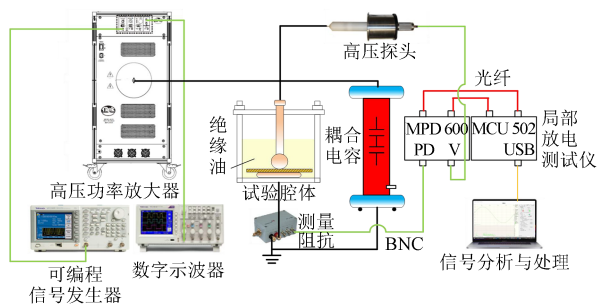 高压探头
光纤
MPD 600
PD V
MCU 502
USB
局部
放电
测试仪
绝
缘
油
耦合
电容
高压功率放大器
试验腔体
测量
阻抗
BNC
可编程
信号发生器
数字示波器
信号分析与处理